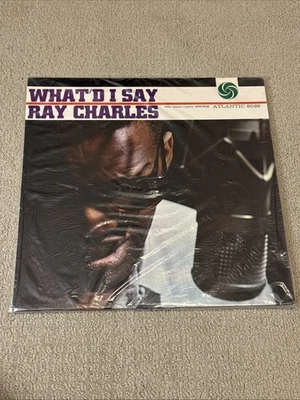 WHAT'D I SAY
RAY CHARLES
ATLANTIC 8029